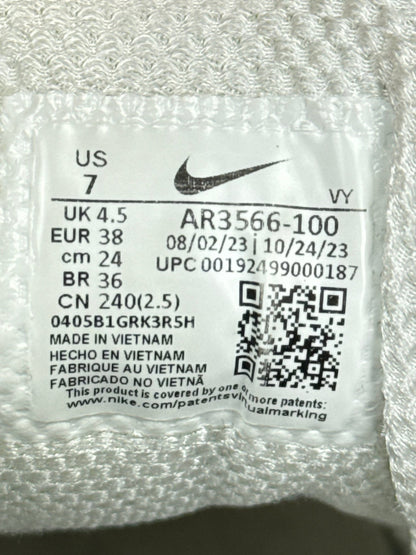 US
7
VY
UK 4.5
EUR 38
cm 24
BR 36
CN 240(2.5)
AR3566-100
08/02/23 | 10/24/23
UPC 00192499000187
0405B1GRK3R5H
MADE IN VIETNAM
HECHO EN VIETNAM
FABRIQUE AU VIETNAM
FABRICADO NO VIETNÃ
This product is covered by one or more patents:
www.nike.com/patentsvirtualmarking